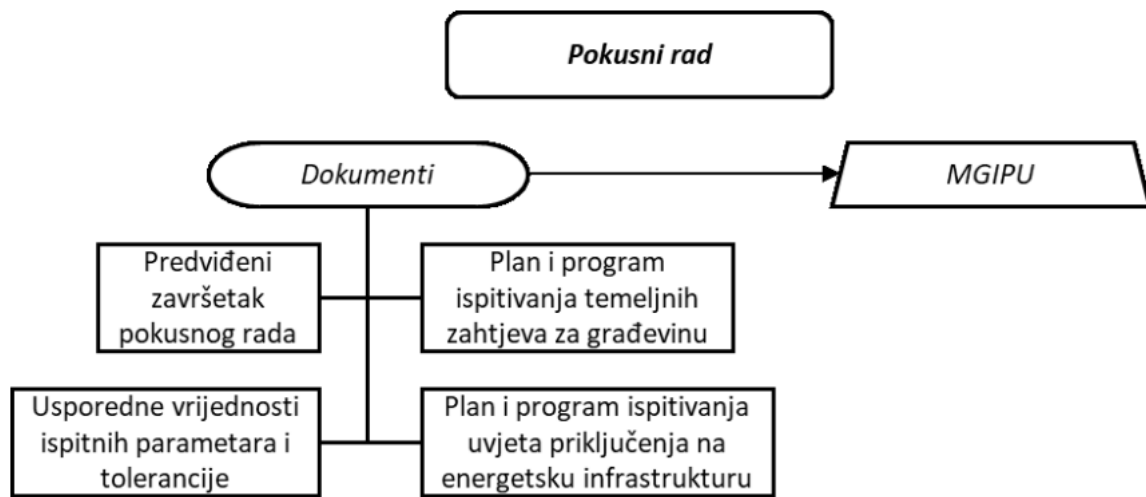 Pokusni rad
Dokumenti
MGIPU
Predviđeni
završetak
pokusnog rada
Plan i program
ispitivanja temeljnih
zahtjeva za građevinu
Usporedne vrijednosti
ispitnih parametara i
tolerancije
Plan i program ispitivanja
uvjeta priključenja na
energetsku infrastrukturu